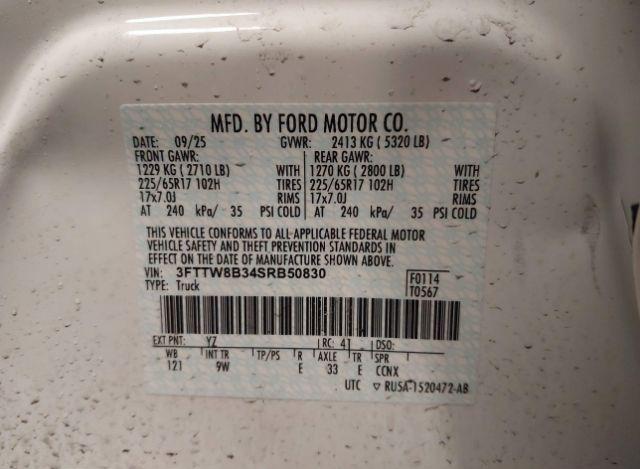 MFD. BY FORD MOTOR CO.
DATE: 09/25 GVWR: 2413 KG ( 5320 LB)
FRONT GAWR: REAR GAWR:
1229 KG ( 2710 LB) WITH 1270 KG ( 2800 LB) WITH
225/65R17 102H TIRES 225/65R17 102H TIRES
17x7.0J RIMS 17x7.0J RIMS
AT 240 kPa/ 35 PSI COLD AT 240 kPa/ 35 PSI COLD
THIS VEHICLE CONFORMS TO ALL APPLICABLE FEDERAL MOTOR
VEHICLE SAFETY AND THEFT PREVENTION STANDARDS IN
EFFECT ON THE DATE OF MANUFACTURE SHOWN ABOVE.
VIN: 3FTTW8B34SRB50830 F0114
TYPE: Truck T0567
EXT PNT: YZ RC: 41 DSO:
WB INT TR TP/PS R AXLE TR SPR
121 9W E 33 E CCNX
UTC ▽ RUSA-1520472-AB